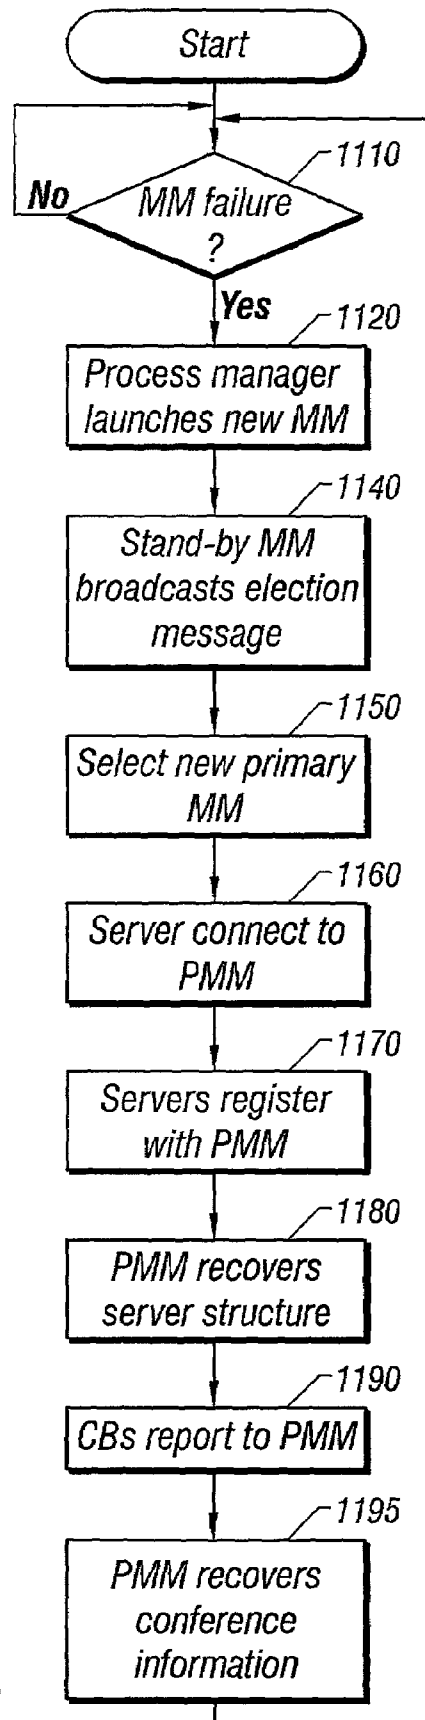 Start
1110
MM failure
?
No
Yes
1120
Process manager
launches new MM
1140
Stand-by MM
broadcasts election
message
1150
Select new primary
MM
1160
Server connect to
PMM
1170
Servers register
with PMM
1180
PMM recovers
server structure
1190
CBs report to PMM
1195
PMM recovers
conference
information